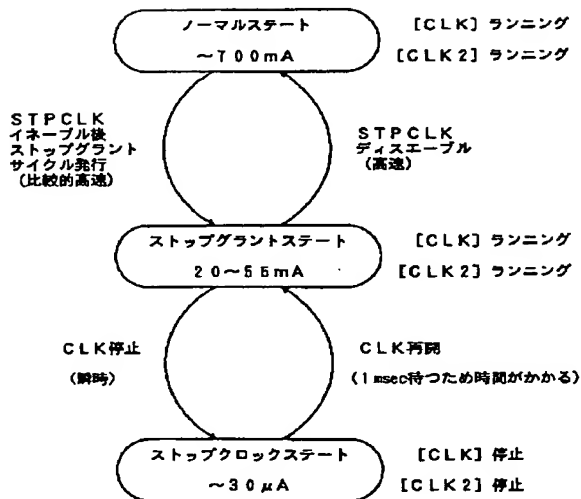 ノーマルステート
～700mA
[CLK] ランニング
[CLK2] ランニング
STPCLK
イネーブル後
ストップグラント
サイクル発行
(比較的高速)
STPCLK
ディスエーブル
(高速)
ストップグラントステート
20～55mA
[CLK] ランニング
[CLK2] ランニング
CLK停止
(瞬時)
CLK再開
(1msec待つため時間がかかる)
ストップクロックステート
～30μA
[CLK] 停止
[CLK2] 停止